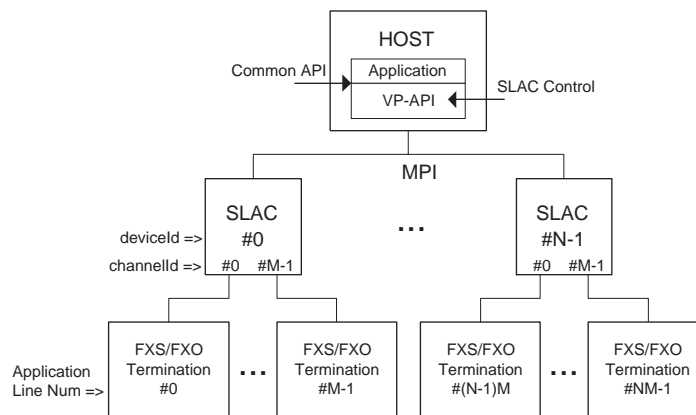 HOST
Common API
Application
VP-API
SLAC Control
MPI
SLAC
#0
...
SLAC
#N-1
deviceId =>
channelId =>
#0 #M-1
#0 #M-1
Application
Line Num =>
FXS/FXO
Termination
#0
...
FXS/FXO
Termination
#M-1
FXS/FXO
Termination
#(N-1)M
...
FXS/FXO
Termination
#NM-1